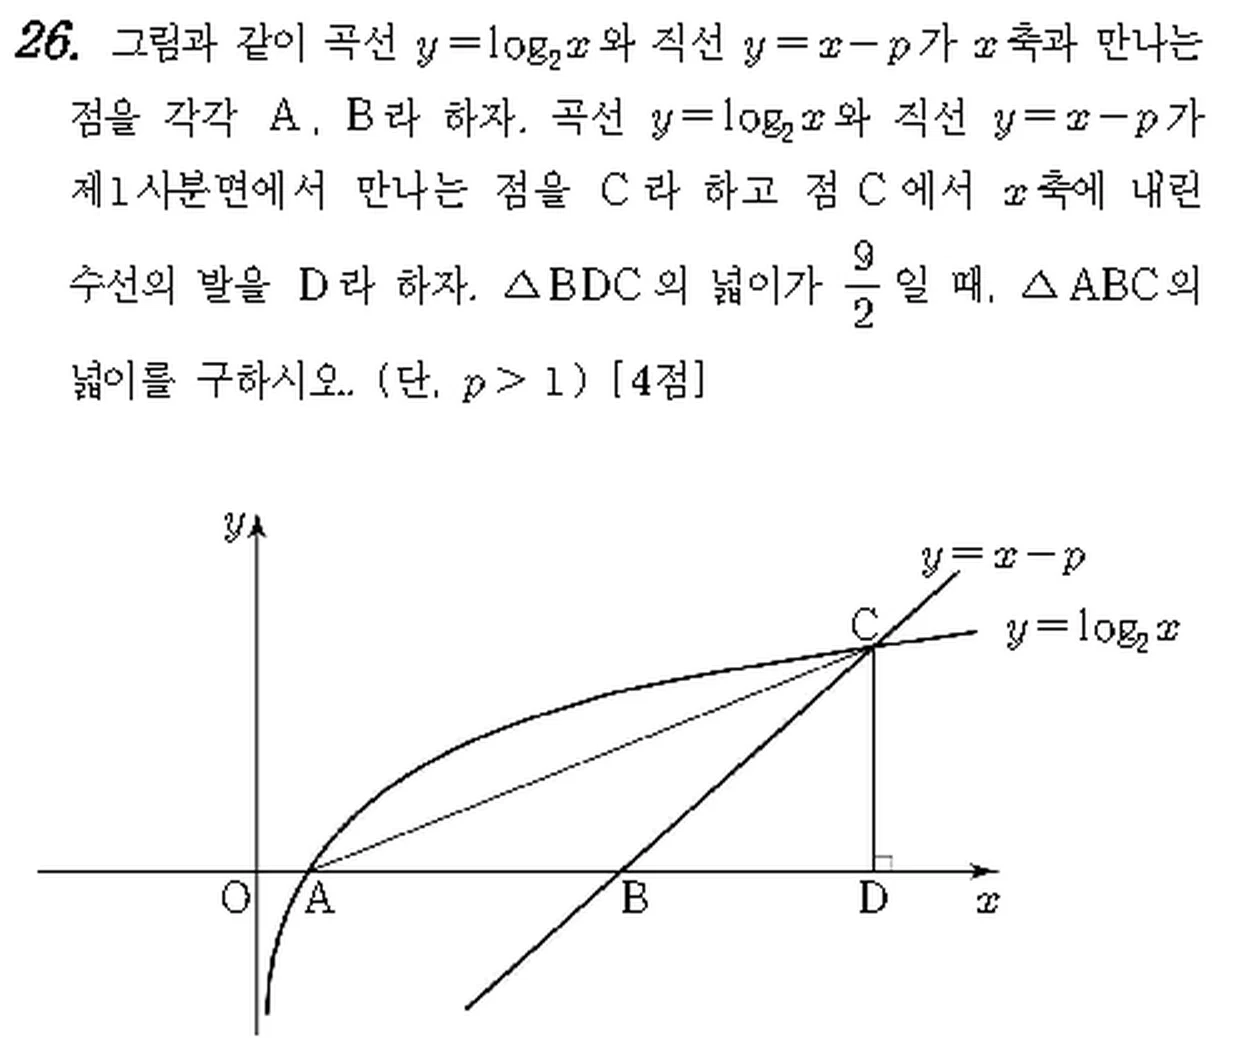 26. 그림과 같이 곡선 y=log₂x와 직선 y=x-p가 x축과 만나는
점을 각각 A, B라 하자. 곡선 y=log₂x와 직선 y=x-p가
제1사분면에서 만나는 점을 C라 하고 점 C에서 x축에 내린
수선의 발을 D라 하자. △BDC의 넓이가 9/2일 때, △ABC의
넓이를 구하시오.. (단, p> 1) [4점]
y
y=x-p
C
y=log₂x
O A B D x